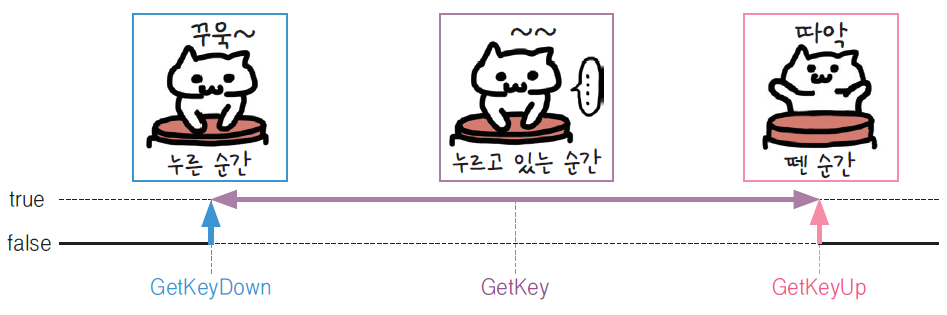 꾸욱~
누른 순간
~~
....
누르고 있는 순간
따악
뗀 순간
true
false
GetKeyDown
GetKey
GetKeyUp